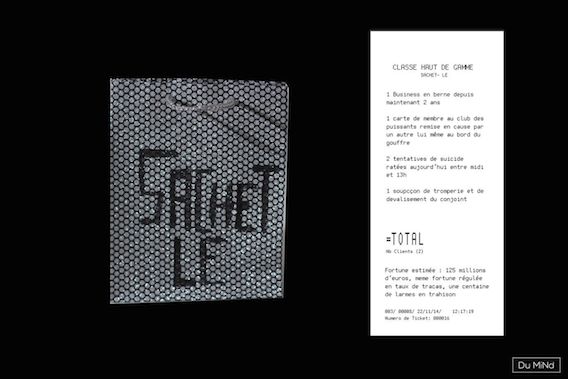 SACHET
LE
CLASSE HAUT DE GAMME
SACHET- LE
1 Business en berne depuis
maintenant 2 ans
1 carte de membre au club des
puissants remise en cause par
un autre lui même au bord du
gouffre
2 tentatives de suicide
ratées aujourd'hui entre midi
et 13h
1 soupçon de tromperie et de
devalisement du conjoint
=TOTAL
Nb Clients (2)
Fortune estimée : 125 millions
d'euros, meme fortune régulée
en taux de tracas, une centaine
de larmes en trahison
003/ 00003/ 22/11/14/ 12:17:19
Numero de Ticket: 000016
Du MiNd